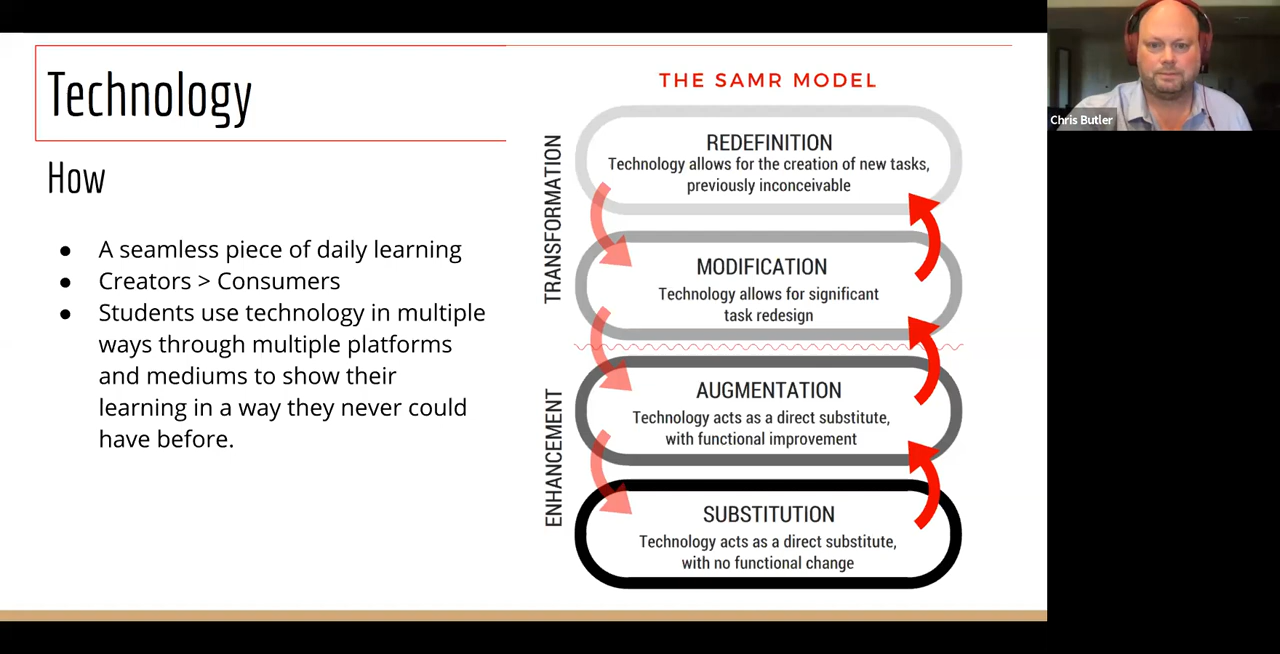 Technology
How
● A seamless piece of daily learning
● Creators > Consumers
● Students use technology in multiple
ways through multiple platforms
and mediums to show their
learning in a way they never could
have before.
THE SAMR MODEL
TRANSFORMATION
REDEFINITION
Technology allows for the creation of new tasks,
previously inconceivable
MODIFICATION
Technology allows for significant
task redesign
ENHANCEMENT
AUGMENTATION
Technology acts as a direct substitute,
with functional improvement
SUBSTITUTION
Technology acts as a direct substitute,
with no functional change
Chris Butler